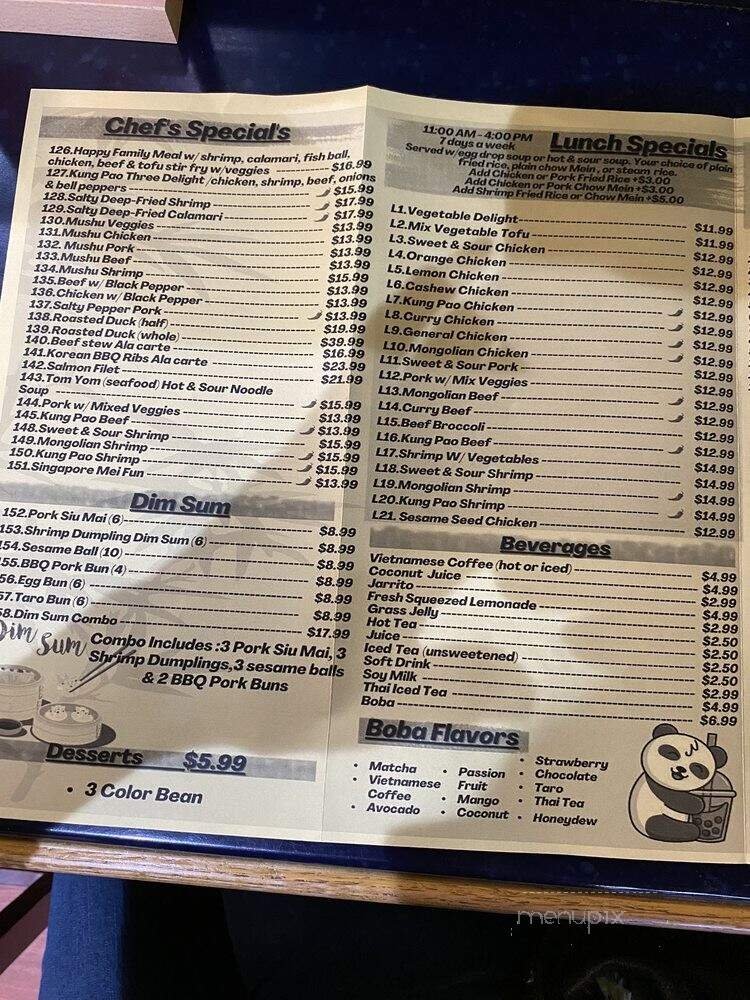 Chef's Special's
126.Happy Family Meal w/ shrimp, calamari, fish ball,
chicken, beef & tofu stir fry w/veggies $16.99
127.Kung Pao Three Delight /chicken, shrimp, beef, onions
& bell peppers $15.99
128.Salty Deep-Fried Shrimp $17.99
129.Salty Deep-Fried Calamari $17.99
130.Mushu Veggies $13.99
131.Mushu Chicken $13.99
132. Mushu Pork $13.99
133.Mushu Beef $13.99
134.Mushu Shrimp $15.99
135.Beef w/ Black Pepper $13.99
136.Chicken w/ Black Pepper $13.99
137.Salty Pepper Pork $13.99
138.Roasted Duck (half) $19.99
139.Roasted Duck (whole) $39.99
140.Beef stew Ala carte $16.99
141.Korean BBQ Ribs Ala carte $23.99
142.Salmon Filet $21.99
143.Tom Yom (seafood) Hot & Sour Noodle
Soup $15.99
144.Pork w/ Mixed Veggies $13.99
145.Kung Pao Beef $13.99
148.Sweet & Sour Shrimp $15.99
149.Mongolian Shrimp $15.99
150.Kung Pao Shrimp $15.99
151.Singapore Mei Fun $13.99
Dim Sum
152.Pork Siu Mai (6) $8.99
153.Shrimp Dumpling Dim Sum (6) $8.99
154.Sesame Ball (10) $8.99
155.BBQ Pork Bun (4) $8.99
56.Egg Bun (6) $8.99
57.Taro Bun (6) $8.99
58.Dim Sum Combo $17.99
Dim Sum
Combo Includes :3 Pork Siu Mai, 3
Shrimp Dumplings,3 sesame balls
& 2 BBQ Pork Buns
Desserts $5.99
• 3 Color Bean
11:00 AM - 4:00 PM
7 days a week
Lunch Specials
Served w/egg drop soup or hot & sour soup. Your choice of plain
fried rice, plain chow Mein , or steam rice.
Add Chicken or Pork Fried Rice +$3.00
Add Chicken or Pork Chow Mein +$3.00
Add Shrimp Fried Rice or Chow Mein +$5.00
L1.Vegetable Delight $11.99
L2.Mix Vegetable Tofu $11.99
L3.Sweet & Sour Chicken $12.99
L4.Orange Chicken $12.99
L5.Lemon Chicken $12.99
L6.Cashew Chicken $12.99
L7.Kung Pao Chicken $12.99
L8.Curry Chicken $12.99
L9.General Chicken $12.99
L10.Mongolian Chicken $12.99
L11.Sweet & Sour Pork $12.99
L12.Pork w/ Mix Veggies $12.99
L13.Mongolian Beef $12.99
L14.Curry Beef $12.99
L15.Beef Broccoli $12.99
L16.Kung Pao Beef $12.99
L17.Shrimp W/ Vegetables $14.99
L18.Sweet & Sour Shrimp $14.99
L19.Mongolian Shrimp $14.99
L20.Kung Pao Shrimp $14.99
L21. Sesame Seed Chicken $12.99
Beverages
Vietnamese Coffee (hot or iced) $4.99
Coconut Juice $4.99
Jarrito $2.99
Fresh Squeezed Lemonade $4.99
Grass Jelly $2.99
Hot Tea $2.50
Juice $2.50
Iced Tea (unsweetened) $2.50
Soft Drink $2.50
Soy Milk $2.99
Thai Iced Tea $4.99
Boba $6.99
Boba Flavors
• Matcha
• Vietnamese
Coffee
• Avocado
• Passion
Fruit
• Mango
• Coconut
• Strawberry
• Chocolate
• Taro
• Thai Tea
• Honeydew
menupix